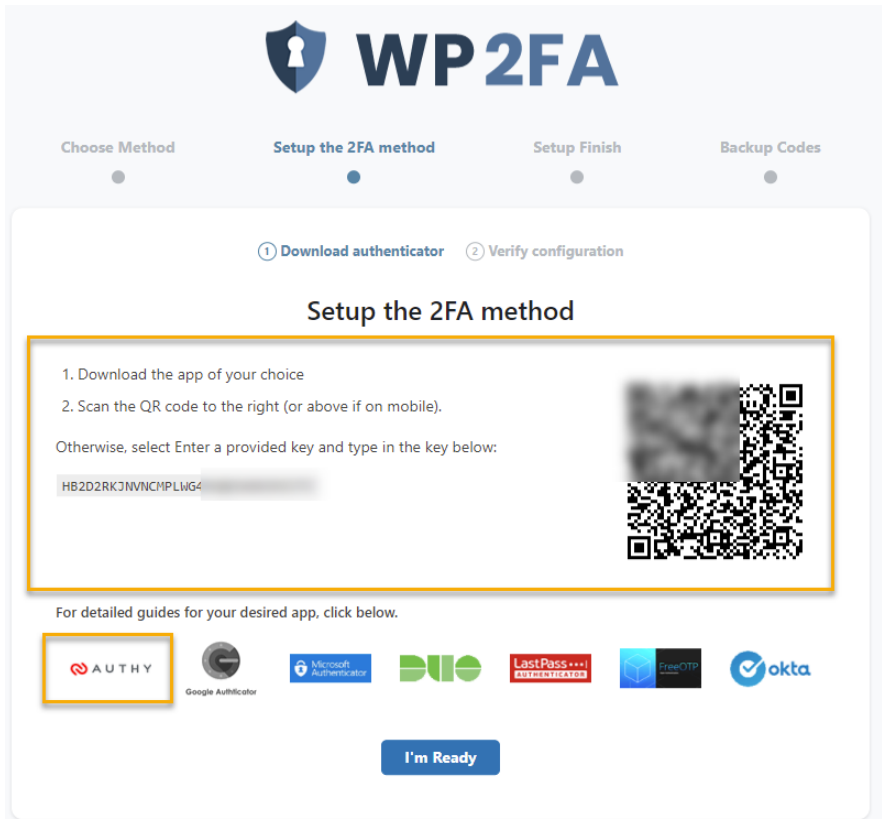 WP 2FA
Choose Method Setup the 2FA method Setup Finish Backup Codes
1 Download authenticator 2 Verify configuration
Setup the 2FA method
1. Download the app of your choice
2. Scan the QR code to the right (or above if on mobile).
Otherwise, select Enter a provided key and type in the key below:
HB2D2RKJNVNCMPLWG4
For detailed guides for your desired app, click below.
AUTHY Google Authticator Microsoft Authenticator DUO LastPass •••| AUTHENTICATOR FreeOTP okta
I'm Ready